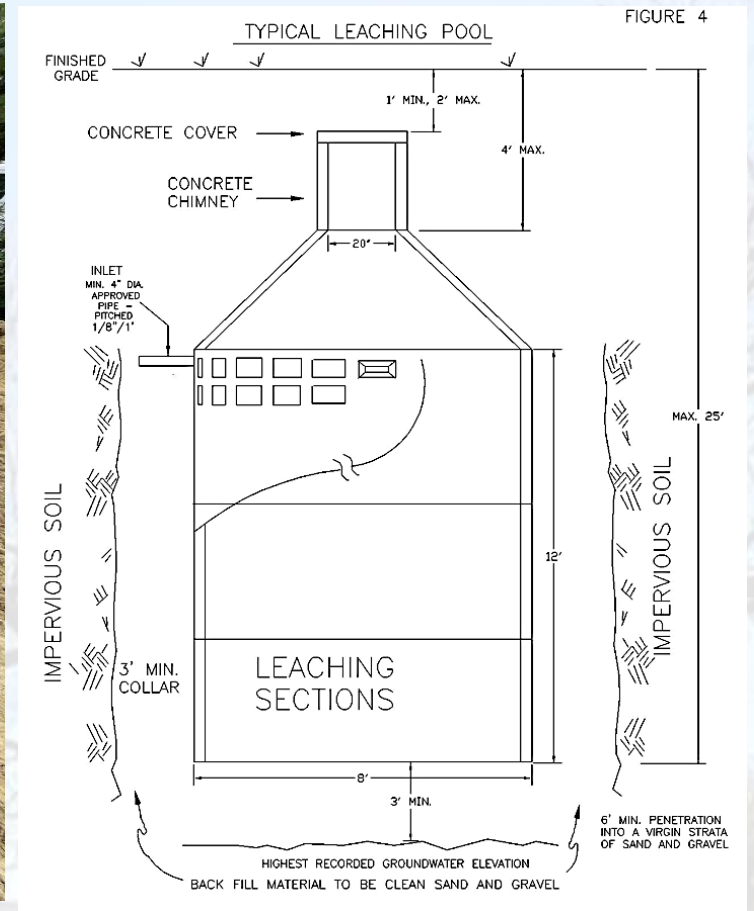 FIGURE 4
TYPICAL LEACHING POOL
FINISHED
GRADE
1' MIN., 2' MAX.
CONCRETE COVER
4' MAX.
CONCRETE
CHIMNEY
20"
INLET
MIN. 4" DIA.
APPROVED
PIPE -
PITCHED
1/8"/1'
MAX. 25'
IMPERVIOUS SOIL
IMPERVIOUS SOIL
12'
3' MIN.
COLLAR
LEACHING
SECTIONS
8'
3' MIN.
6' MIN. PENETRATION
INTO A VIRGIN STRATA
OF SAND AND GRAVEL
HIGHEST RECORDED GROUNDWATER ELEVATION
BACK FILL MATERIAL TO BE CLEAN SAND AND GRAVEL